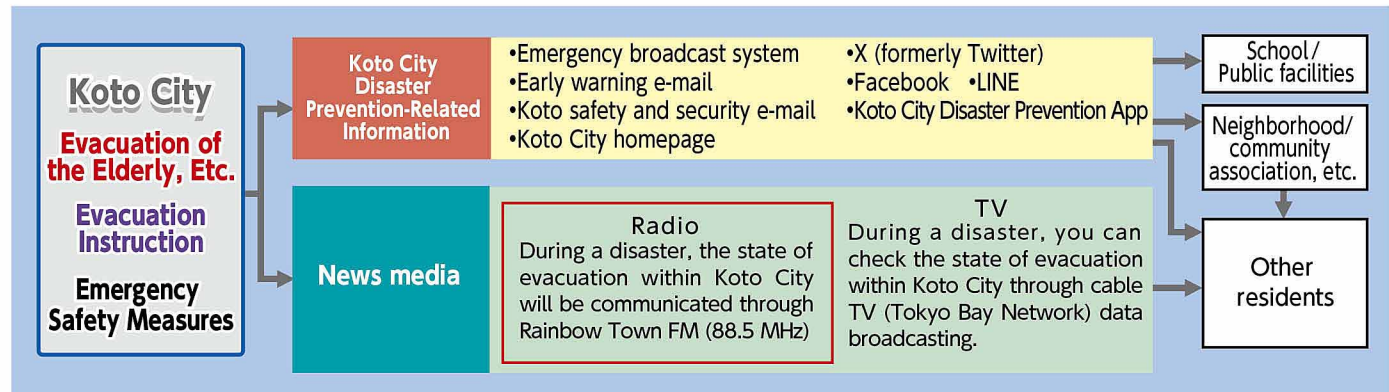 Koto City
Evacuation of
the Elderly, Etc.
Evacuation
Instruction
Emergency
Safety Measures
Koto City
Disaster
Prevention-Related
Information
•Emergency broadcast system
•Early warning e-mail
•Koto safety and security e-mail
•Koto City homepage
•X (formerly Twitter)
•Facebook •LINE
•Koto City Disaster Prevention App
News media
Radio
During a disaster, the state of
evacuation within Koto City
will be communicated through
Rainbow Town FM (88.5 MHz)
TV
During a disaster, you can
check the state of evacuation
within Koto City through cable
TV (Tokyo Bay Network) data
broadcasting.
School/
Public facilities
Neighborhood/
community
association, etc.
Other
residents